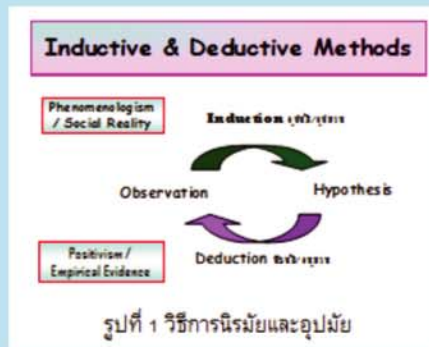 Inductive & Deductive Methods
Phenomenologism
/ Social Reality
Induction
Observation
Hypothesis
Positivism /
Empirical Evidence
Deduction
รูปที่ 1 วิธีการนิรมัยและอุปมัย